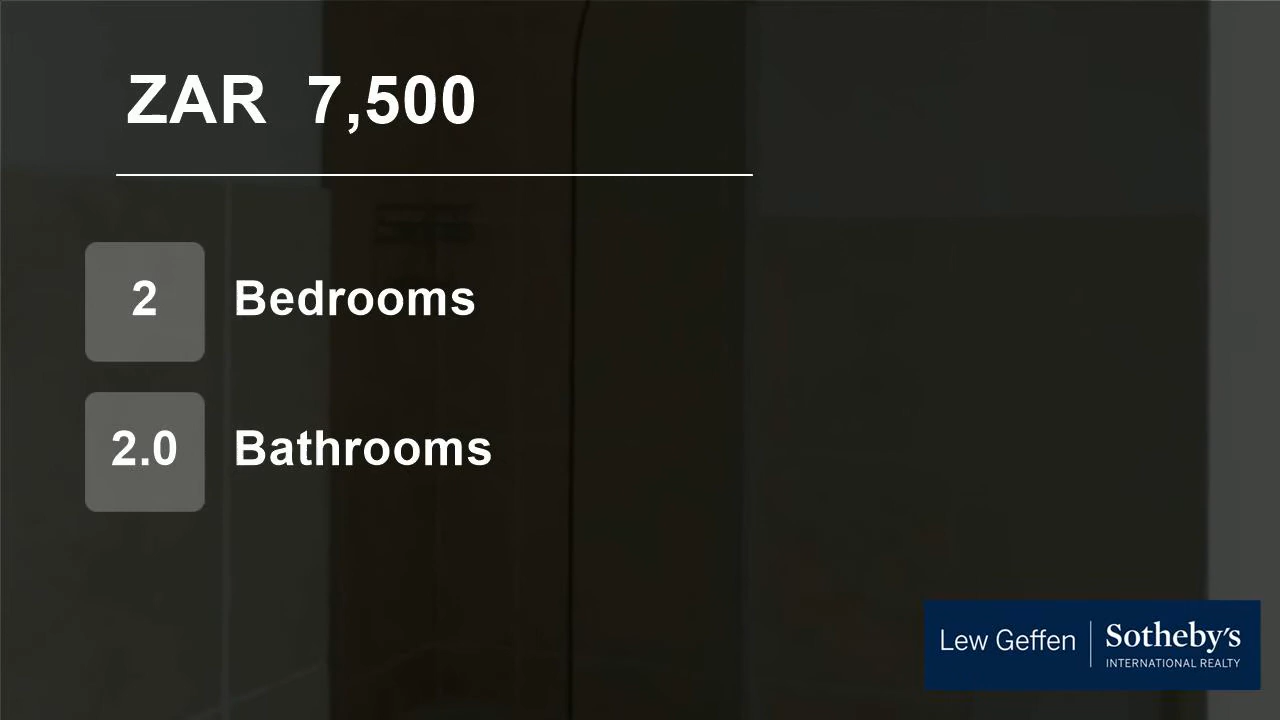 ZAR 7,500
2 Bedrooms
2.0 Bathrooms
Lew Geffen
Sotheby's
INTERNATIONAL REALTY